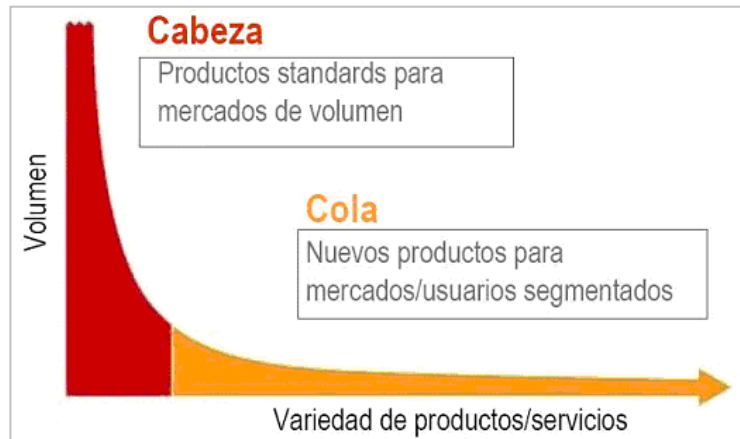 Cabeza
Productos standards para
mercados de volumen
Volumen
Cola
Nuevos productos para
mercados/usuarios segmentados
Variedad de productos/servicios